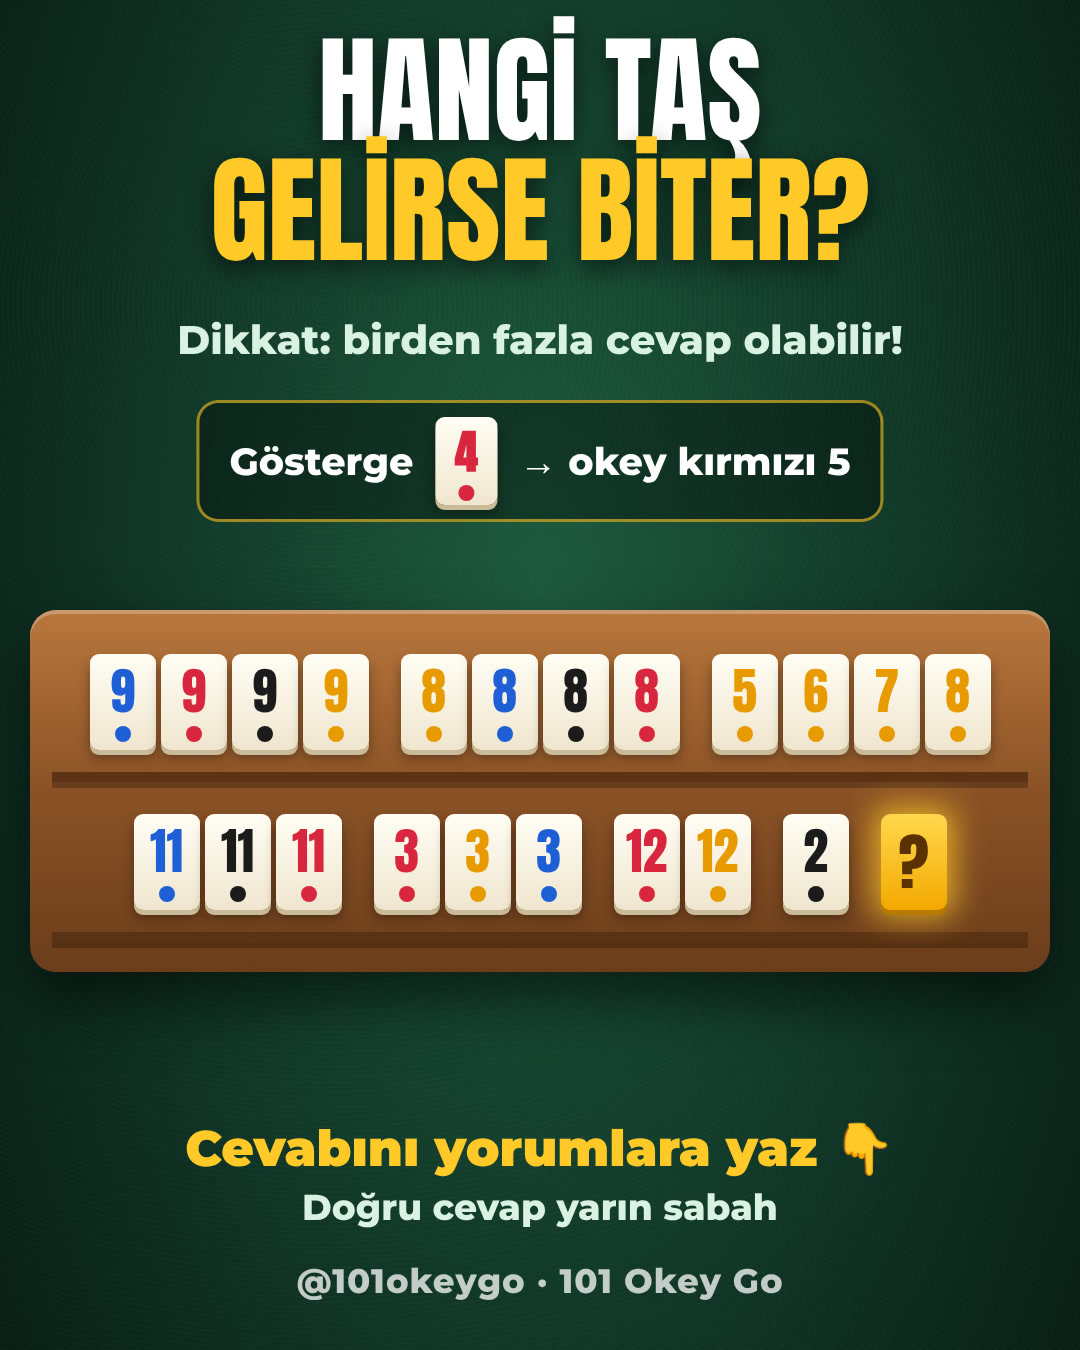 HANGİ TAŞ
GELİRSE BİTER?
Dikkat: birden fazla cevap olabilir!
Gösterge 4 → okey kırmızı 5
9 9 9 9 8 8 8 8 5 6 7 8
11 11 11 3 3 3 12 12 2 ?
Cevabını yorumlara yaz 👇
Doğru cevap yarın sabah
@101okeygo · 101 Okey Go